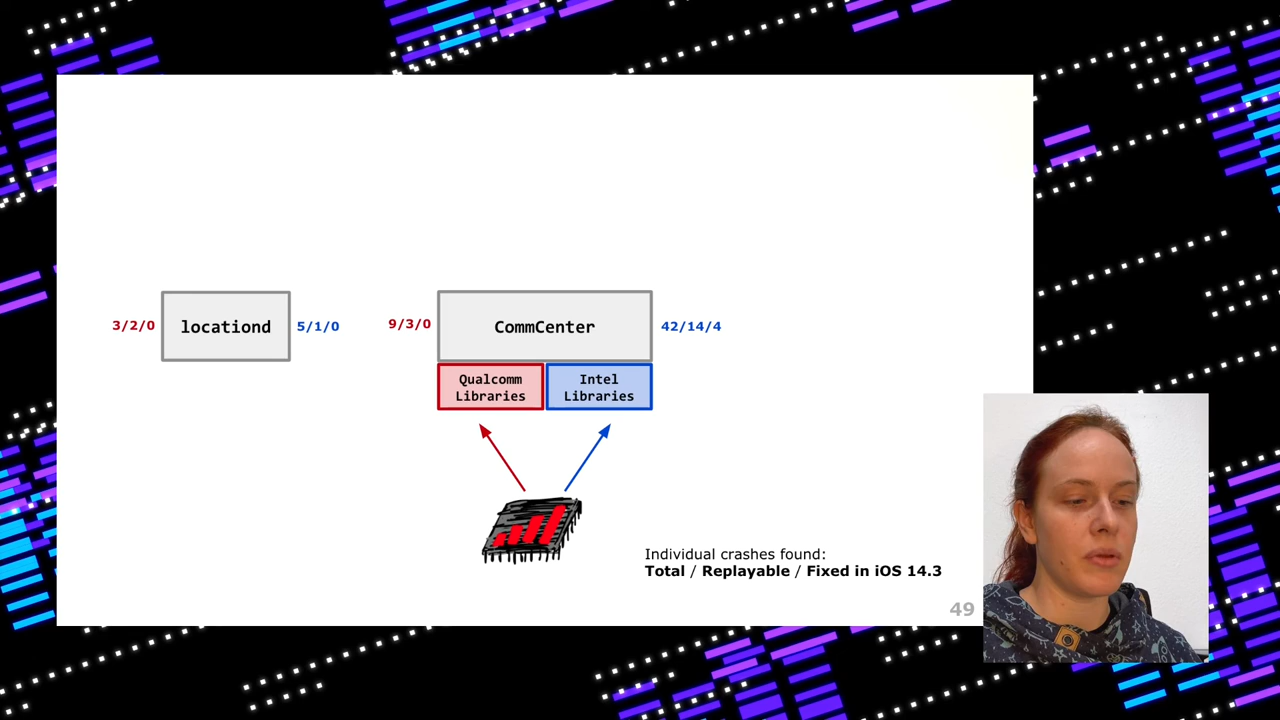 3/2/0
locationd
5/1/0
9/3/0
CommCenter
42/14/4
Qualcomm
Libraries
Intel
Libraries
Individual crashes found:
Total / Replayable / Fixed in iOS 14.3
49